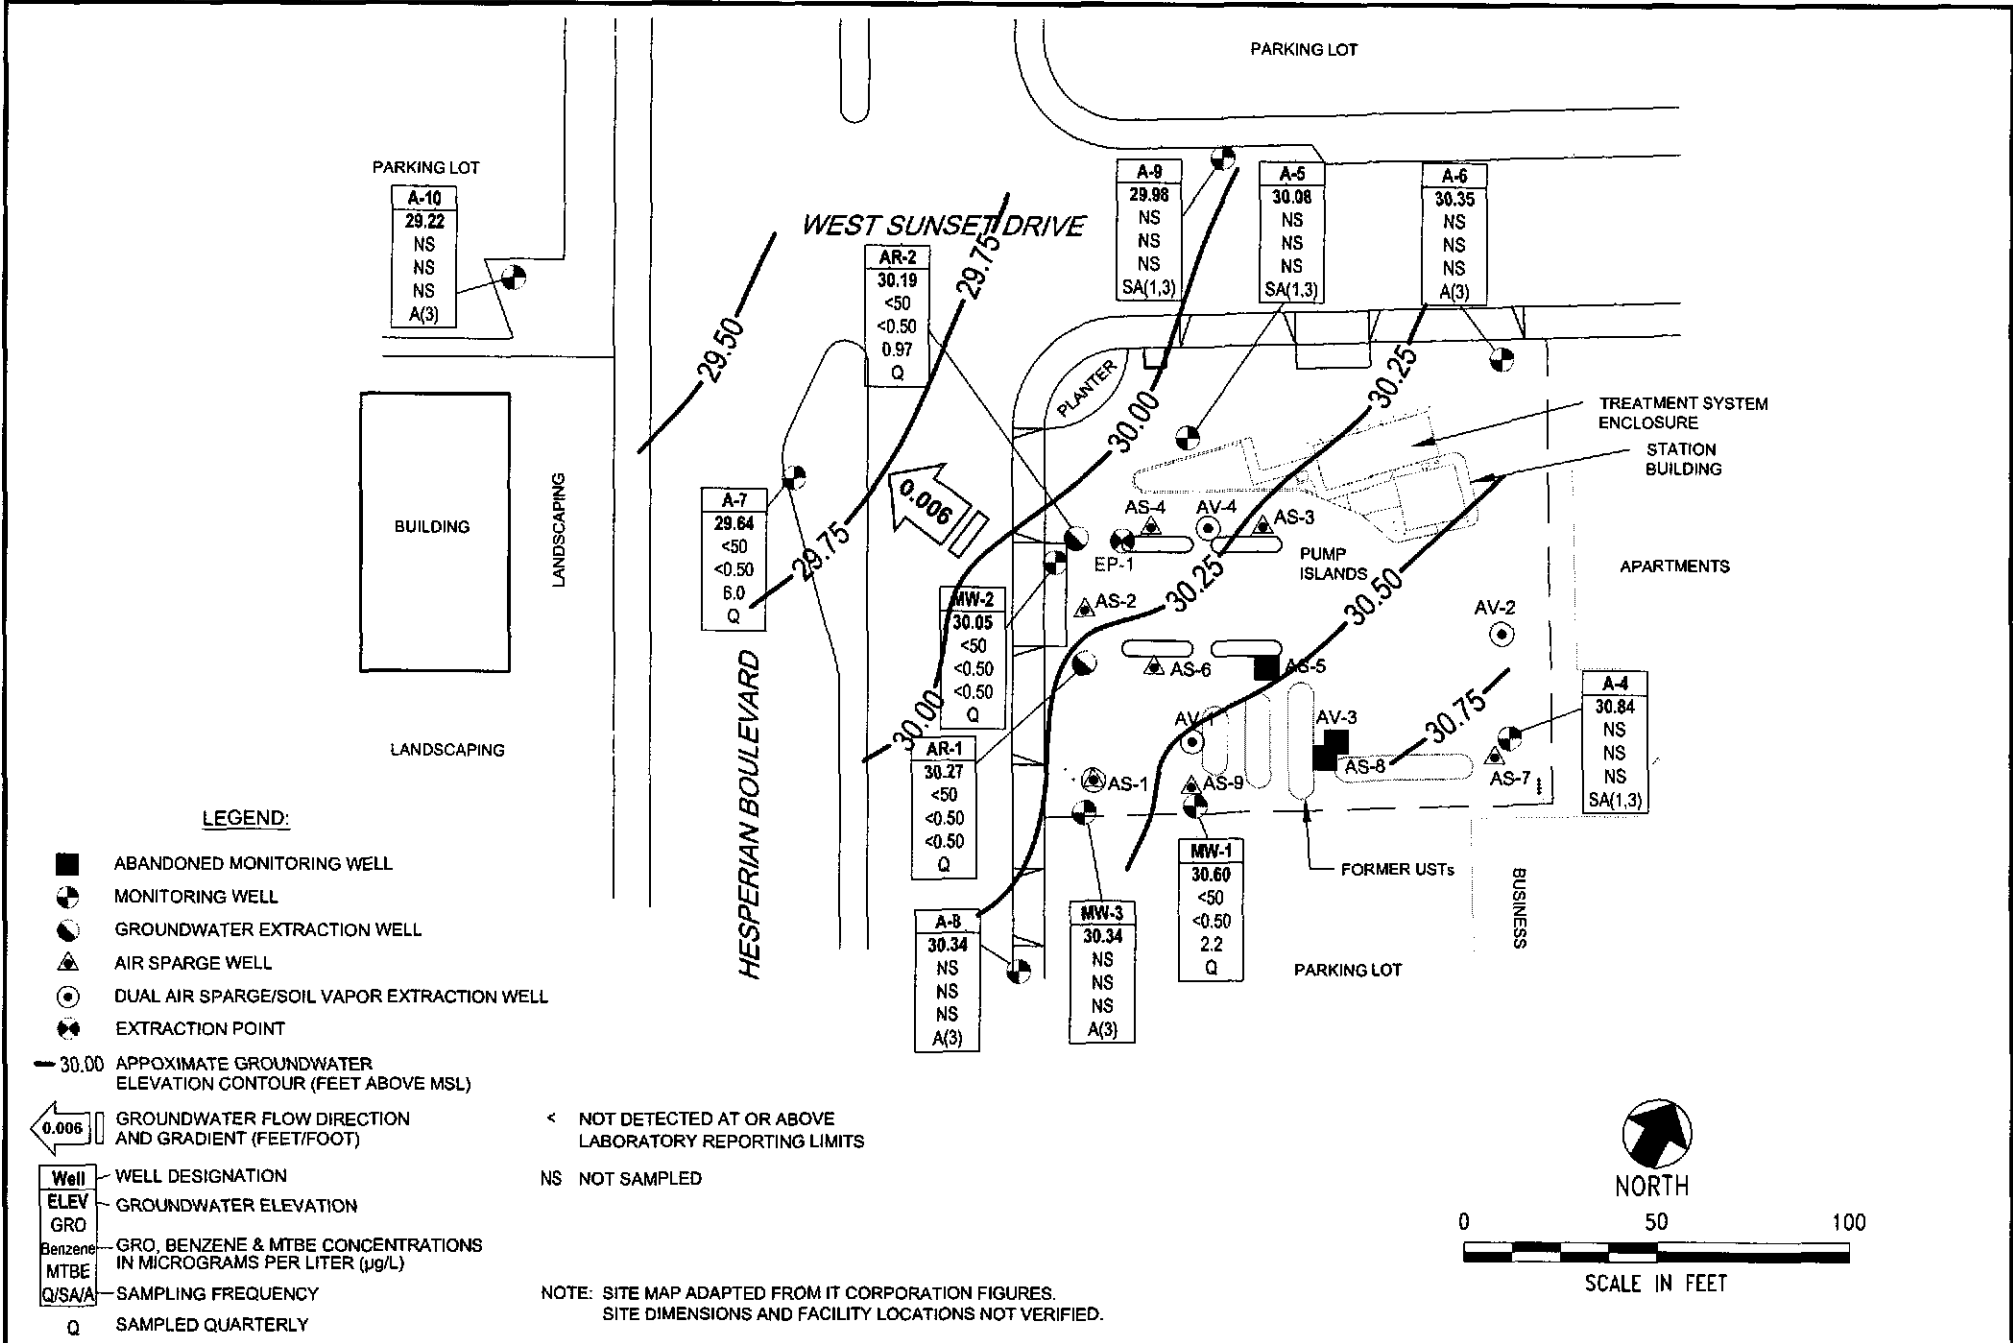 PARKING LOT
PARKING LOT
A-10
29.22
NS
NS
NS
A(3)
WEST SUNSET DRIVE
A-9
29.98
NS
NS
NS
SA(1,3)
A-5
30.08
NS
NS
NS
SA(1,3)
A-6
30.35
NS
NS
NS
A(3)
AR-2
30.19
<50
<0.50
0.97
Q
29.50
29.75
30.00
30.25
PLANTER
TREATMENT SYSTEM
ENCLOSURE
STATION
BUILDING
BUILDING
LANDSCAPING
A-7
29.64
<50
<0.50
6.0
Q
29.75
0.006
AS-4
AV-4
AS-3
EP-1
PUMP
ISLANDS
APARTMENTS
30.25
30.50
AS-2
AV-2
MW-2
30.05
<50
<0.50
<0.50
Q
AS-6
AS-5
A-4
30.84
NS
NS
NS
SA(1,3)
30.00
AV-1
AV-3
30.75
HESPERIAN BOULEVARD
LANDSCAPING
AR-1
30.27
<50
<0.50
<0.50
Q
AS-1
AS-9
AS-8
AS-7
MW-1
30.60
<50
<0.50
2.2
Q
FORMER USTs
BUSINESS
A-8
30.34
NS
NS
NS
A(3)
MW-3
30.34
NS
NS
NS
A(3)
PARKING LOT
LEGEND:
ABANDONED MONITORING WELL
MONITORING WELL
GROUNDWATER EXTRACTION WELL
AIR SPARGE WELL
DUAL AIR SPARGE/SOIL VAPOR EXTRACTION WELL
EXTRACTION POINT
30.00 APPOXIMATE GROUNDWATER
ELEVATION CONTOUR (FEET ABOVE MSL)
0.006 GROUNDWATER FLOW DIRECTION
AND GRADIENT (FEET/FOOT)
Well WELL DESIGNATION
ELEV GROUNDWATER ELEVATION
GRO
Benzene GRO, BENZENE & MTBE CONCENTRATIONS
IN MICROGRAMS PER LITER (µg/L)
MTBE
Q/SA/A SAMPLING FREQUENCY
Q SAMPLED QUARTERLY
< NOT DETECTED AT OR ABOVE
LABORATORY REPORTING LIMITS
NS NOT SAMPLED
NOTE: SITE MAP ADAPTED FROM IT CORPORATION FIGURES.
SITE DIMENSIONS AND FACILITY LOCATIONS NOT VERIFIED.
NORTH
0 50 100
SCALE IN FEET